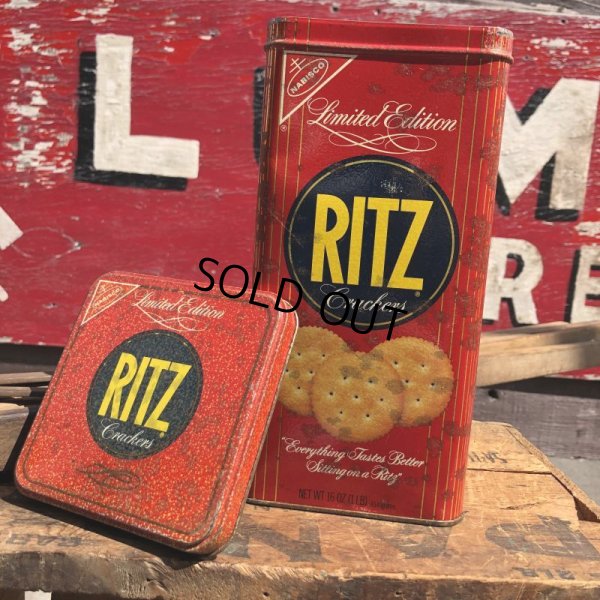 L
M
RE
NABISCO
Limited Edition
RITZ
Crackers
"Everything Tastes Better
Sitting on a Ritz"
NET WT 16 OZ (1 LB)
Limited Edition
RITZ
Crackers
SOLD OUT